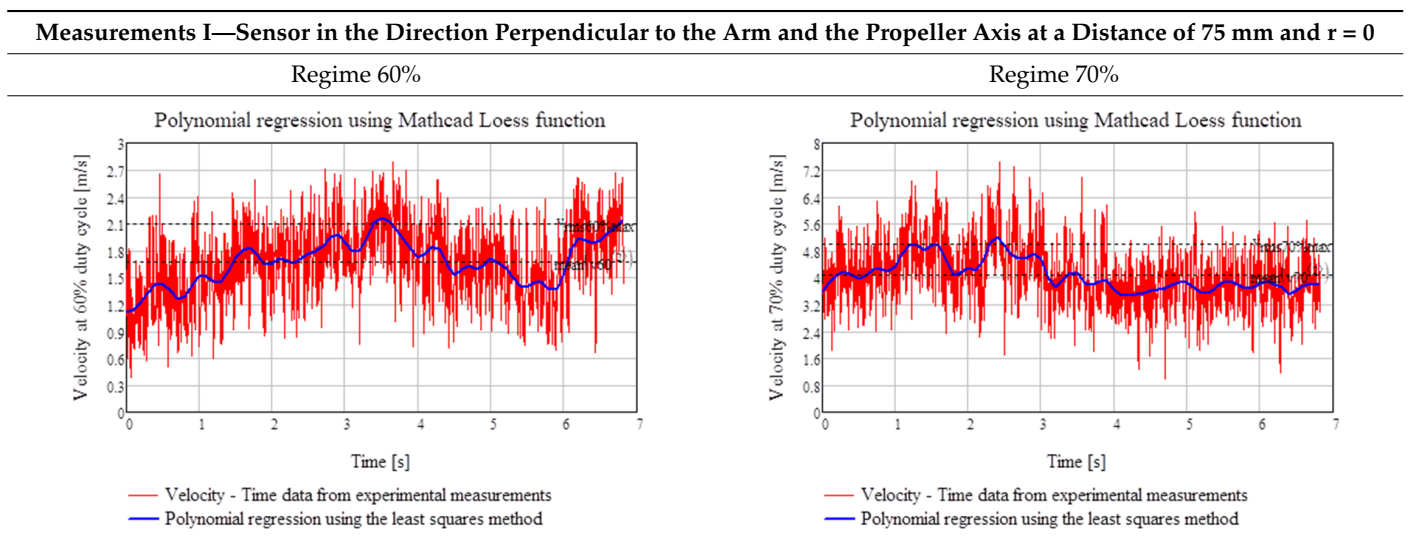 Measurements I—Sensor in the Direction Perpendicular to the Arm and the Propeller Axis at a Distance of 75 mm and r = 0
Regime 60%
Regime 70%
Polynomial regression using Mathcad Loess function
Velocity at 60% duty cycle [m/s]
3
2.7
2.4
2.1
1.8
1.5
1.2
0.9
0.6
0.3
0
0 1 2 3 4 5 6 7
Time [s]
Velocity - Time data from experimental measurements
Polynomial regression using the least squares method
Polynomial regression using Mathcad Loess function
Velocity at 70% duty cycle [m/s]
8
7.2
6.4
5.6
4.8
4
3.2
2.4
1.6
0.8
0
0 1 2 3 4 5 6 7
Time [s]
Velocity - Time data from experimental measurements
Polynomial regression using the least squares method